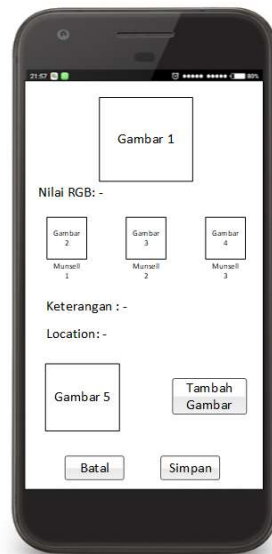 21:57 80%
Gambar 1
Nilai RGB: -
Gambar
2
Gambar
3
Gambar
4
Munsell
1
Munsell
2
Munsell
3
Keterangan : -
Location: -
Gambar 5
Tambah
Gambar
Batal
Simpan